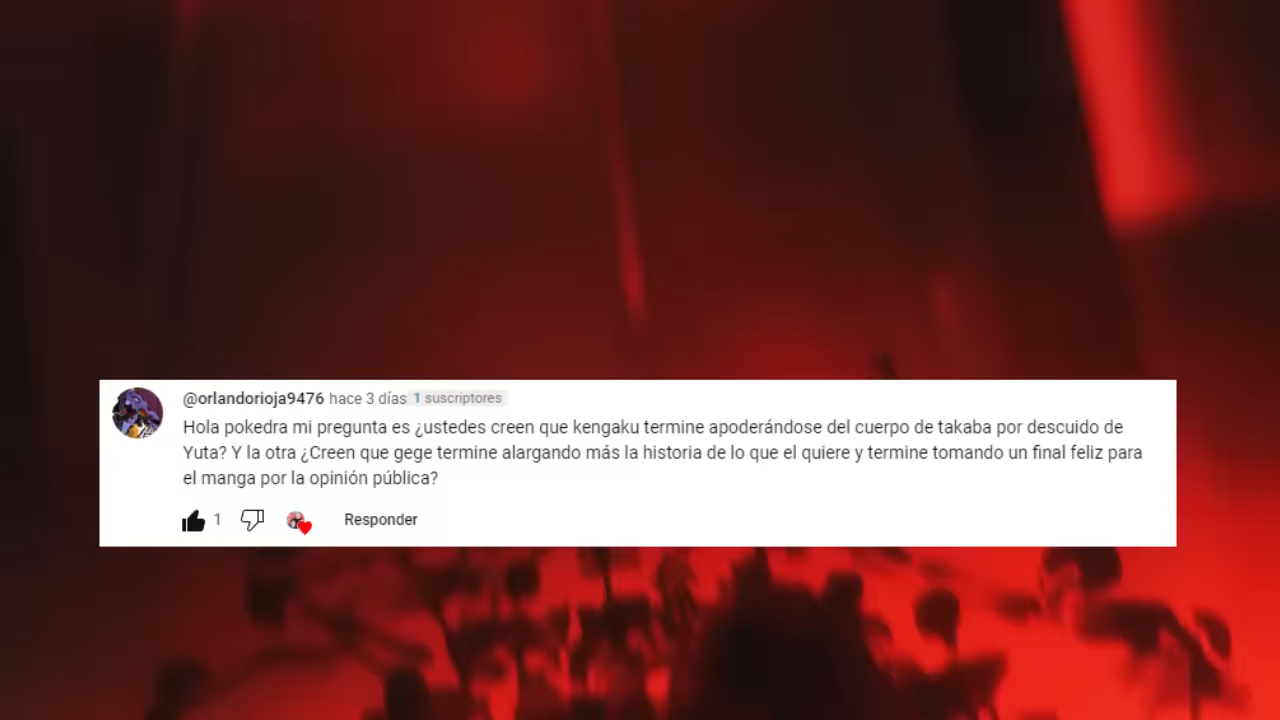 @orlandorioja9476 hace 3 días 1 suscriptores
Hola pokedra mi pregunta es ¿ustedes creen que kengaku termine apoderándose del cuerpo de takaba por descuido de
Yuta? Y la otra ¿Creen que gege termine alargando más la historia de lo que el quiere y termine tomando un final feliz para
el manga por la opinión pública?
1 Responder